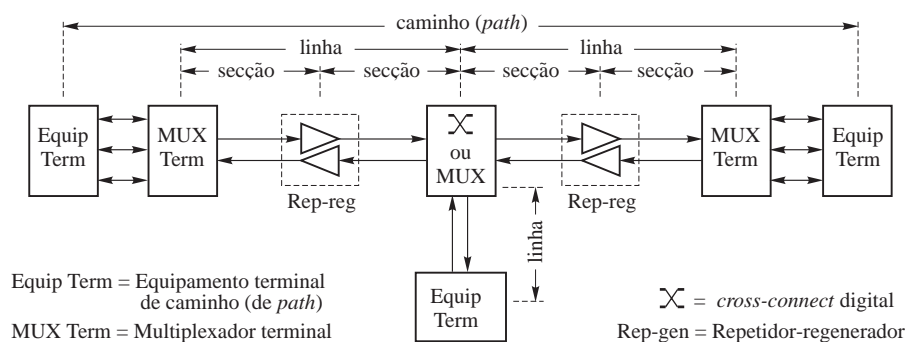 caminho (path)
linha linha
secção secção secção secção
Equip
Term
MUX
Term
Rep-reg
ou
MUX
Rep-reg
MUX
Term
Equip
Term
linha
Equip
Term
Equip Term = Equipamento terminal
de caminho (de path)
MUX Term = Multiplexador terminal
= cross-connect digital
Rep-gen = Repetidor-regenerador